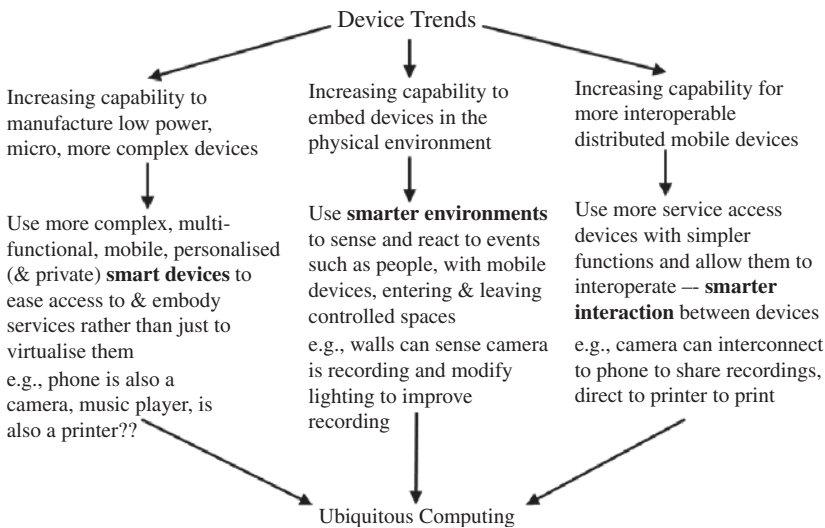 Device Trends
Increasing capability to
manufacture low power,
micro, more complex devices
Increasing capability to
embed devices in the
physical environment
Increasing capability for
more interoperable
distributed mobile devices
Use more complex, multi-
functional, mobile, personalised
(& private) smart devices to
ease access to & embody
services rather than just to
virtualise them
e.g., phone is also a
camera, music player, is
also a printer??
Use smarter environments
to sense and react to events
such as people, with mobile
devices, entering & leaving
controlled spaces
e.g., walls can sense camera
is recording and modify
lighting to improve
recording
Use more service access
devices with simpler
functions and allow them to
interoperate –- smarter
interaction between devices
e.g., camera can interconnect
to phone to share recordings,
direct to printer to print
Ubiquitous Computing